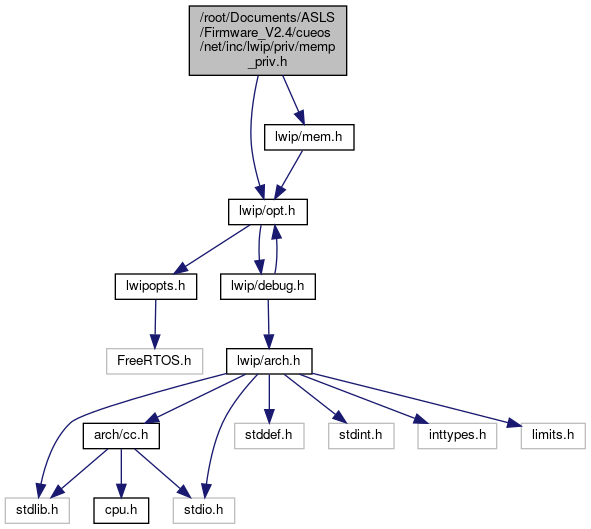 /root/Documents/ASLS
/Firmware_V2.4/cueos
/net/inc/lwip/priv/memp
_priv.h
lwip/mem.h
lwip/opt.h
lwipopts.h
lwip/debug.h
FreeRTOS.h
lwip/arch.h
arch/cc.h
stddef.h
stdint.h
inttypes.h
limits.h
stdlib.h
cpu.h
stdio.h